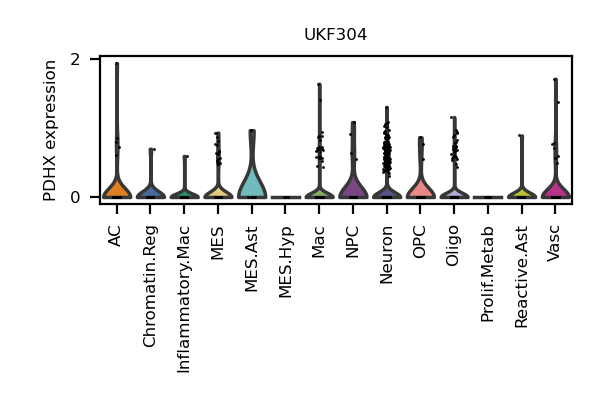 UKF304
PDHX expression
2
0
AC
Chromatin.Reg
Inflammatory.Mac
MES
MES.Ast
MES.Hyp
Mac
NPC
Neuron
OPC
Oligo
Prolif.Metab
Reactive.Ast
Vasc